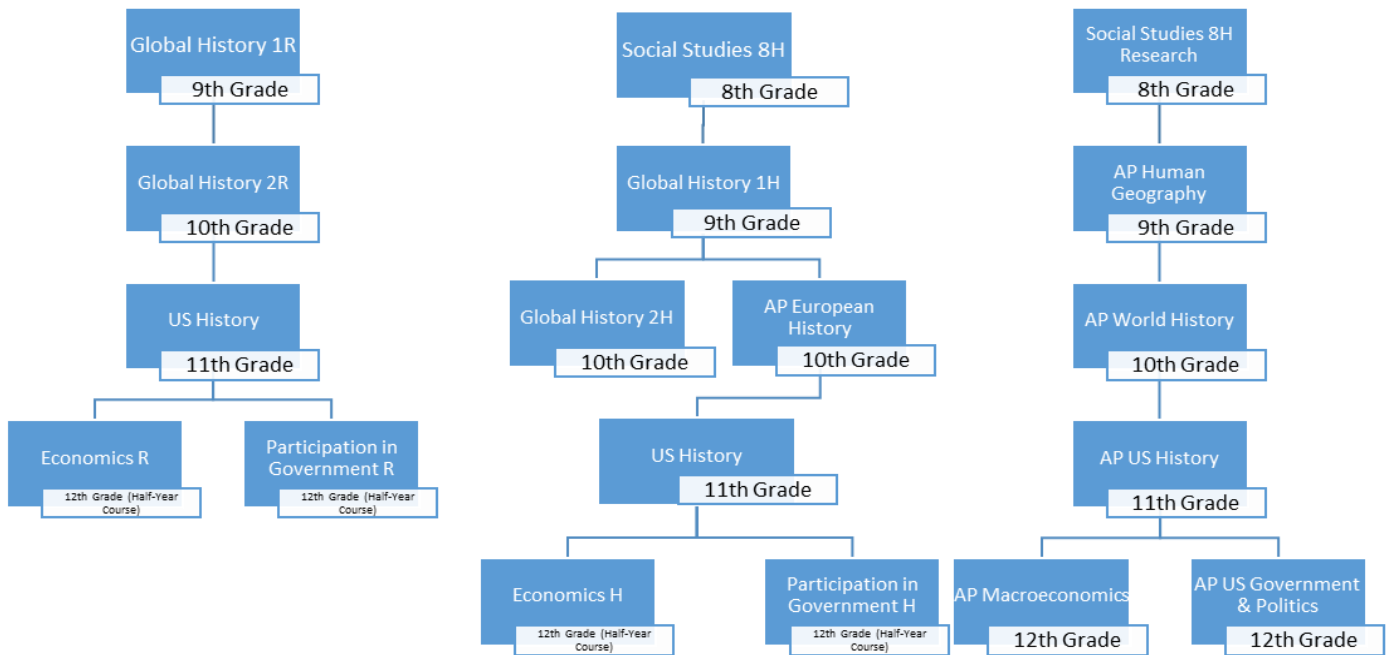 Global History 1R
9th Grade
Global History 2R
10th Grade
US History
11th Grade
Economics R
12th Grade (Half-Year
Course)
Participation in
Government R
12th Grade (Half-Year
Course)
Social Studies 8H
8th Grade
Global History 1H
9th Grade
Global History 2H
10th Grade
AP European
History
10th Grade
US History
11th Grade
Economics H
12th Grade (Half-Year
Course)
Participation in
Government H
12th Grade (Half-Year
Course)
Social Studies 8H
Research
8th Grade
AP Human
Geography
9th Grade
AP World History
10th Grade
AP US History
11th Grade
AP Macroeconomics
12th Grade
AP US Government
& Politics
12th Grade